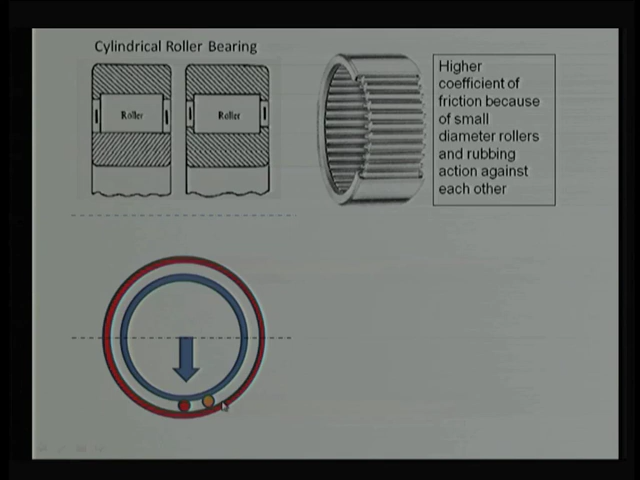 Cylindrical Roller Bearing
Roller
Roller
Higher
coefficient of
friction because
of small
diameter rollers
and rubbing
action against
each other